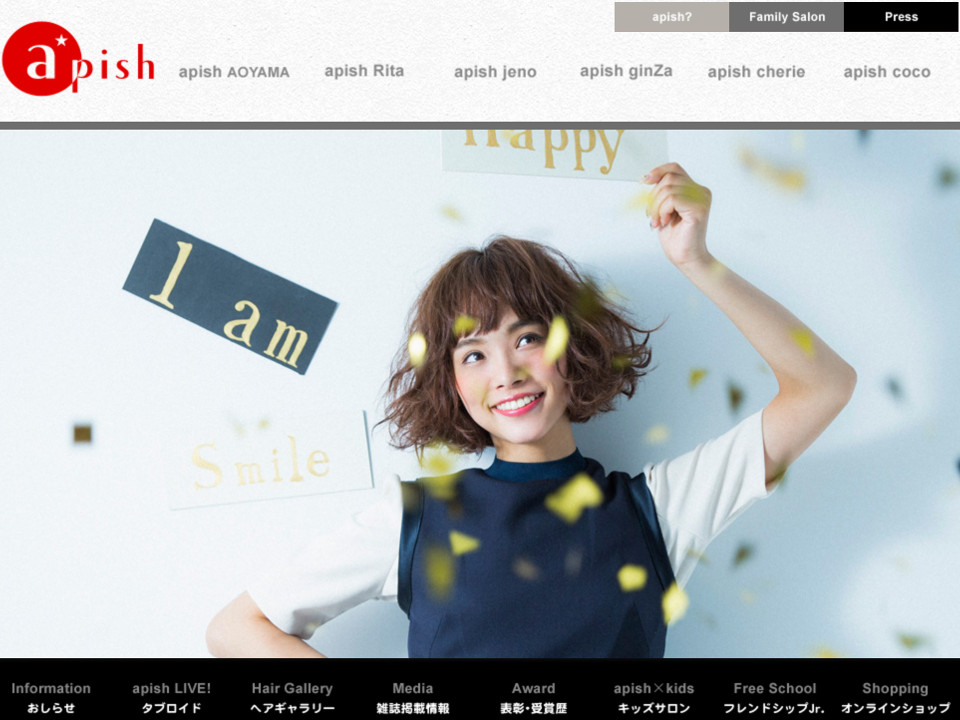 apish?
Family Salon
Press
apish
apish AOYAMA
apish Rita
apish jeno
apish ginZa
apish cherie
apish coco
Happy
I am
Smile
Information
おしらせ
apish LIVE!
タブロイド
Hair Gallery
ヘアギャラリー
Media
雑誌掲載情報
Award
表彰・受賞歴
apish×kids
キッズサロン
Free School
フレンドシップJr.
Shopping
オンラインショップ